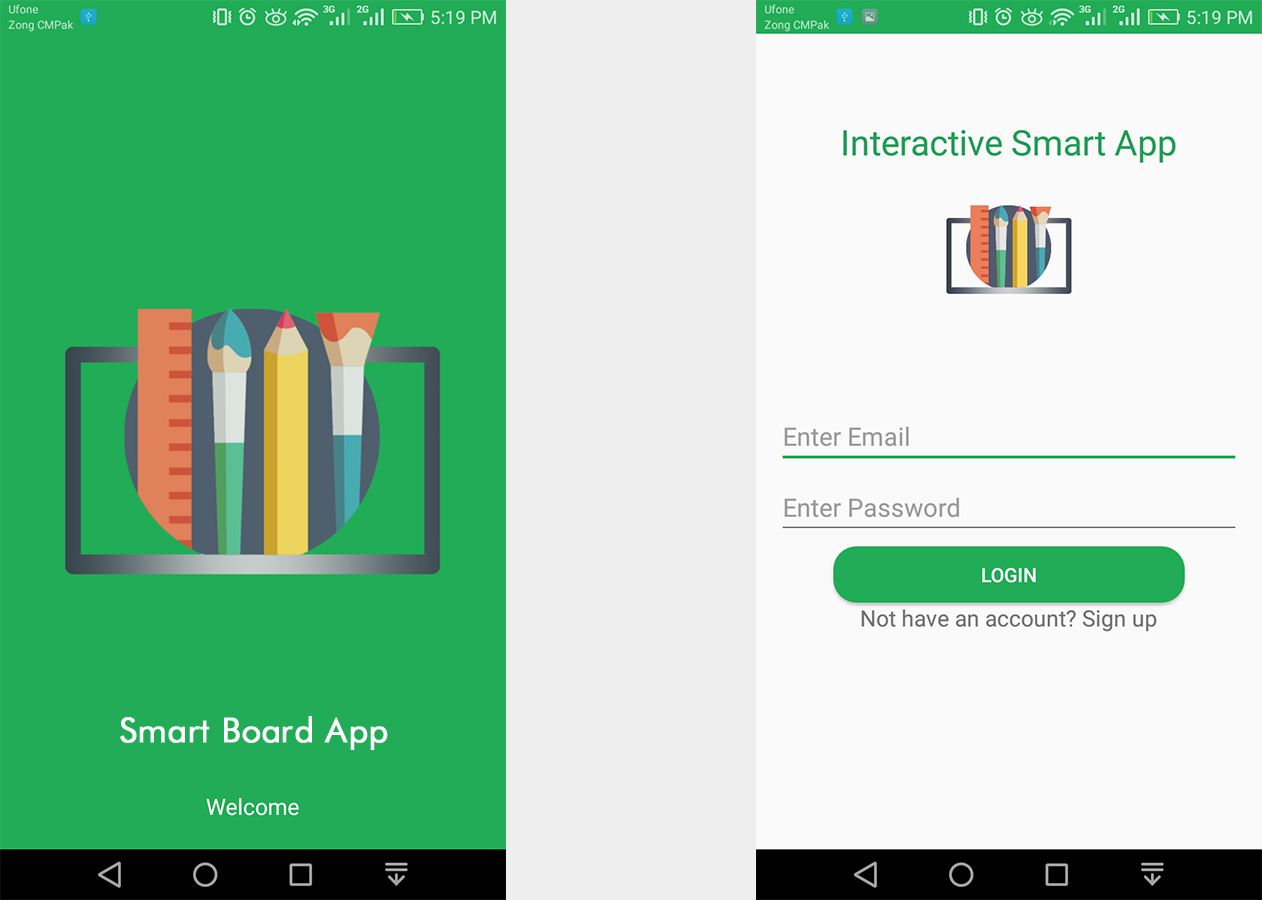 Ufone
Zong CMPak
3G
2G
5:19 PM
Smart Board App
Welcome
Ufone
Zong CMPak
3G
2G
5:19 PM
Interactive Smart App
Enter Email
Enter Password
LOGIN
Not have an account? Sign up